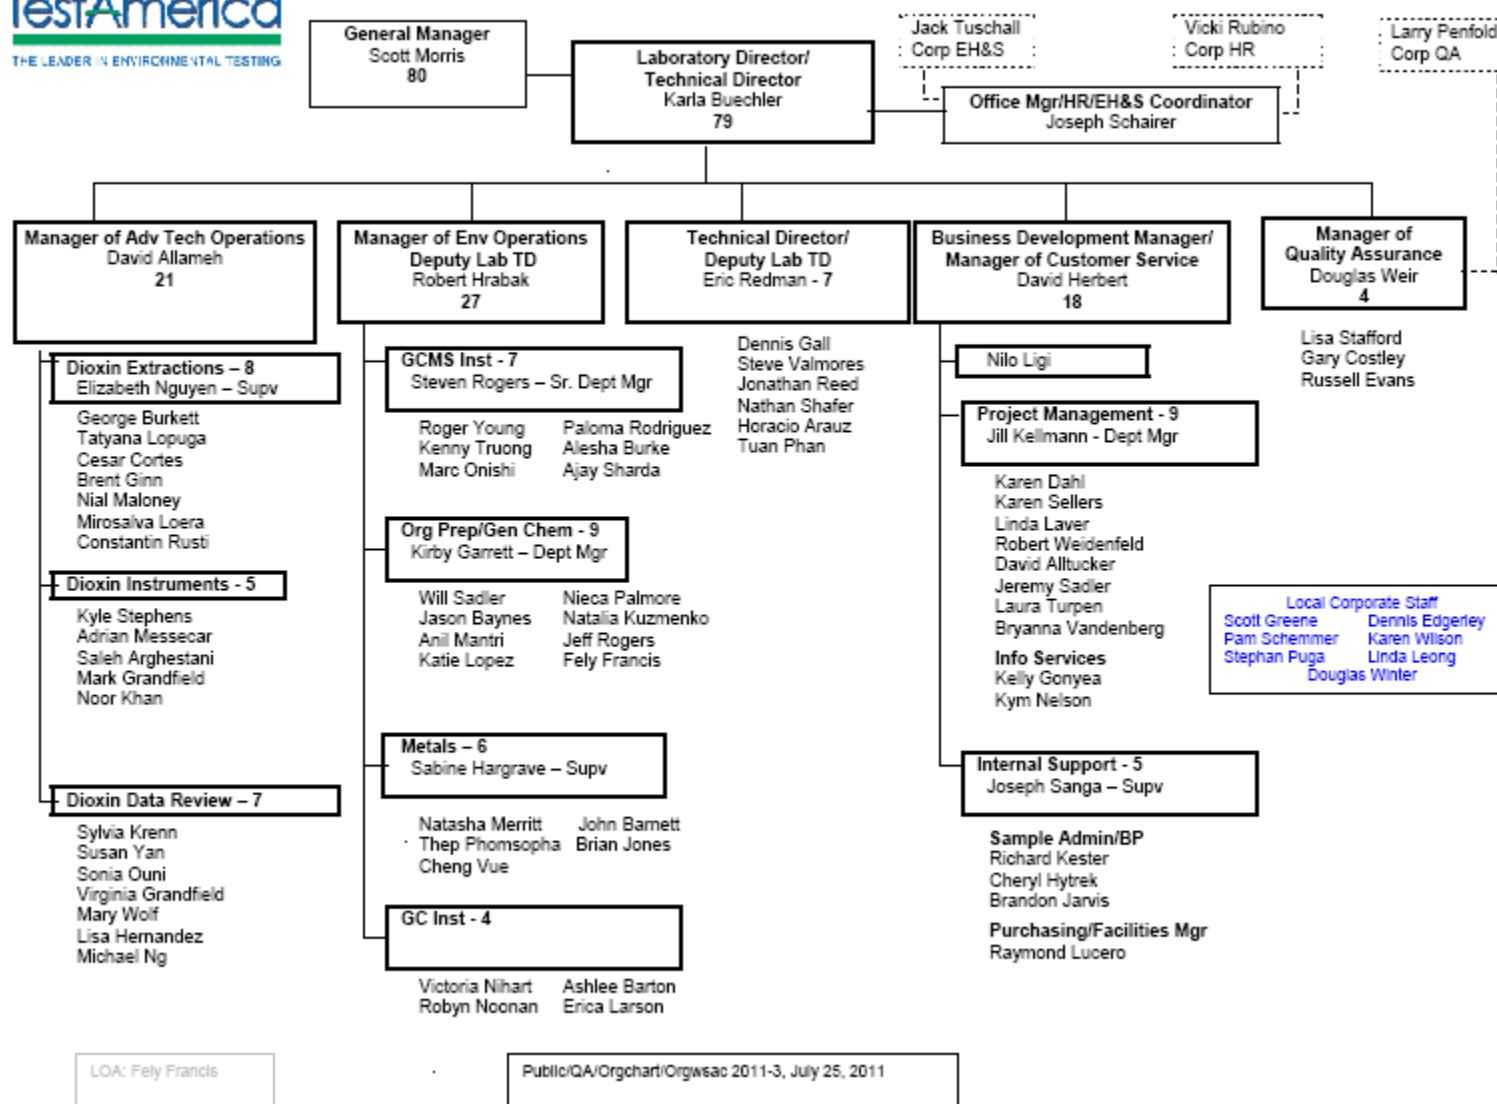 TestAmerica
THE LEADER IN ENVIRONMENTAL TESTING
General Manager
Scott Morris
80
Laboratory Director/
Technical Director
Karla Buechler
79
Jack Tuschall
Corp EH&S
Vicki Rubino
Corp HR
Larry Penfold
Corp QA
Office Mgr/HR/EH&S Coordinator
Joseph Schairer
Manager of Adv Tech Operations
David Allameh
21
Manager of Env Operations
Deputy Lab TD
Robert Hrabak
27
Technical Director/
Deputy Lab TD
Eric Redman - 7
Business Development Manager/
Manager of Customer Service
David Herbert
18
Manager of
Quality Assurance
Douglas Weir
4
Dioxin Extractions – 8
Elizabeth Nguyen – Supv
George Burkett
Tatyana Lopuga
Cesar Cortes
Brent Ginn
Nial Maloney
Mirosalva Loera
Constantin Rusti
Dioxin Instruments - 5
Kyle Stephens
Adrian Messecar
Saleh Arghestani
Mark Grandfield
Noor Khan
Dioxin Data Review – 7
Sylvia Krenn
Susan Yan
Sonia Ouni
Virginia Grandfield
Mary Wolf
Lisa Hernandez
Michael Ng
GCMS Inst - 7
Steven Rogers – Sr. Dept Mgr
Roger Young Paloma Rodriguez
Kenny Truong Alesha Burke
Marc Onishi Ajay Sharda
Org Prep/Gen Chem - 9
Kirby Garrett – Dept Mgr
Will Sadler Nieca Palmore
Jason Baynes Natalia Kuzmenko
Anil Mantri Jeff Rogers
Katie Lopez Fely Francis
Metals – 6
Sabine Hargrave – Supv
Natasha Merritt John Barnett
Thep Phomsopha Brian Jones
Cheng Vue
GC Inst - 4
Victoria Nihart Ashlee Barton
Robyn Noonan Erica Larson
Dennis Gall
Steve Valmores
Jonathan Reed
Nathan Shafer
Horacio Arauz
Tuan Phan
Nilo Ligi
Project Management - 9
Jill Kellmann - Dept Mgr
Karen Dahl
Karen Sellers
Linda Laver
Robert Weidenfeld
David Alltucker
Jeremy Sadler
Laura Turpen
Bryanna Vandenberg
Info Services
Kelly Gonyea
Kym Nelson
Internal Support - 5
Joseph Sanga – Supv
Sample Admin/BP
Richard Kester
Cheryl Hytrek
Brandon Jarvis
Purchasing/Facilities Mgr
Raymond Lucero
Lisa Stafford
Gary Costley
Russell Evans
Local Corporate Staff
Scott Greene Dennis Edgerley
Pam Schemmer Karen Wilson
Stephan Puga Linda Leong
Douglas Winter
LOA: Fely Francis
Public/QA/Orgchart/Orgwsac 2011-3, July 25, 2011